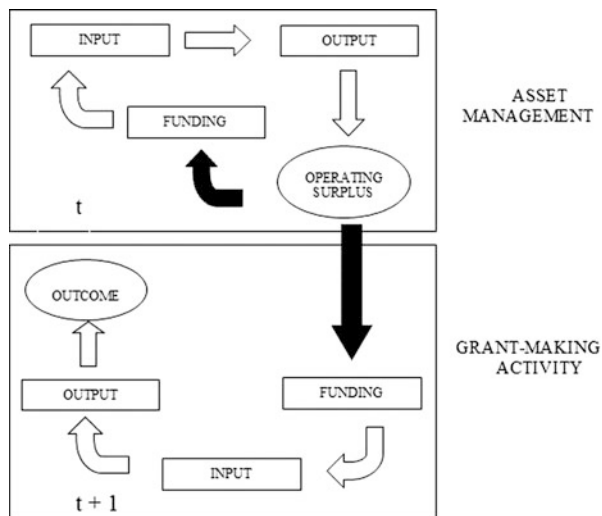 INPUT
OUTPUT
FUNDING
OPERATING
SURPLUS
t
ASSET
MANAGEMENT
OUTCOME
OUTPUT
FUNDING
INPUT
t + 1
GRANT-MAKING
ACTIVITY